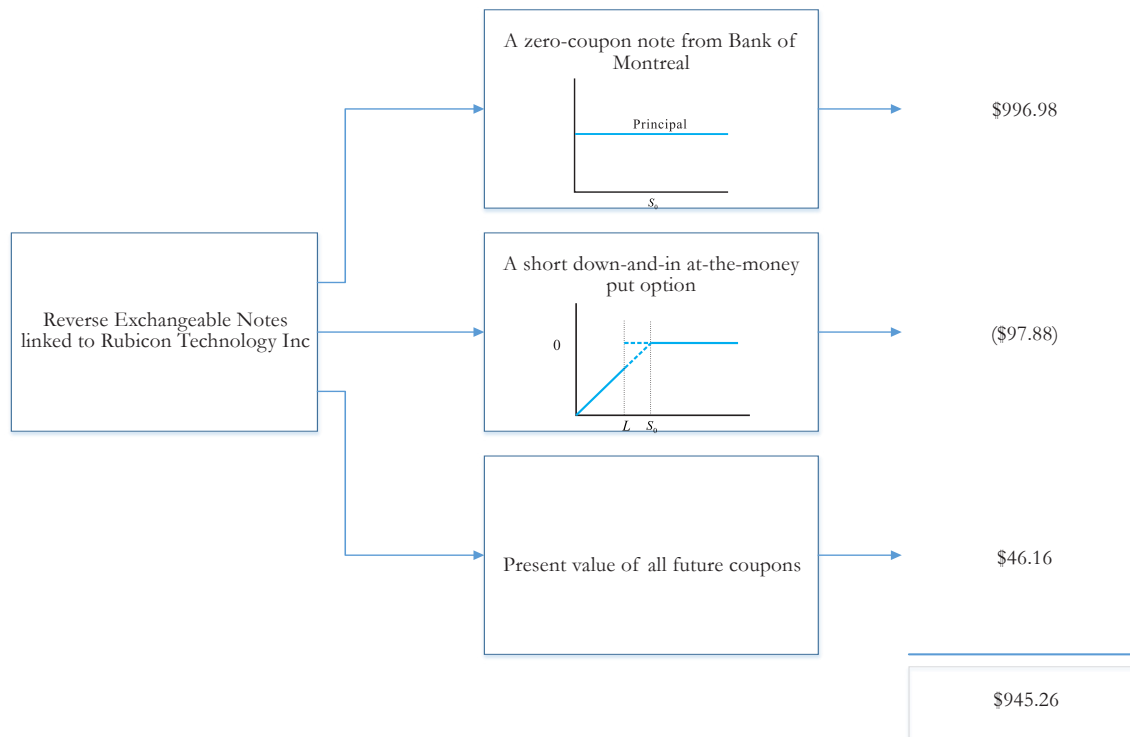 A zero-coupon note from Bank of
Montreal
Principal
S₀
$996.98
Reverse Exchangeable Notes
linked to Rubicon Technology Inc
A short down-and-in at-the-money
put option
0
L S₀
($97.88)
Present value of all future coupons
$46.16
$945.26